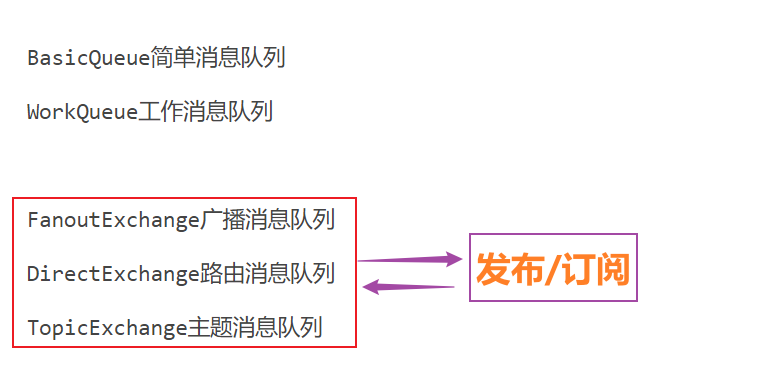 BasicQueue简单消息队列
WorkQueue工作消息队列
FanoutExchange广播消息队列
DirectExchange路由消息队列
TopicExchange主题消息队列
发布/订阅